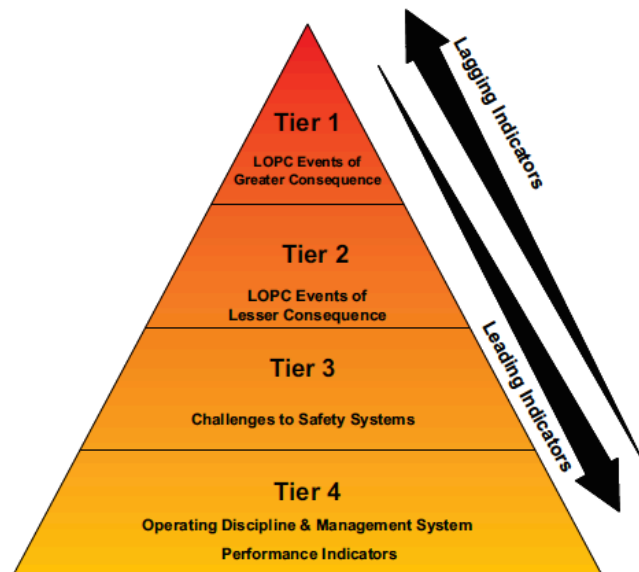 Tier 1
LOPC Events of
Greater Consequence
Tier 2
LOPC Events of
Lesser Consequence
Tier 3
Challenges to Safety Systems
Tier 4
Operating Discipline & Management System
Performance Indicators
Lagging Indicators
Leading Indicators